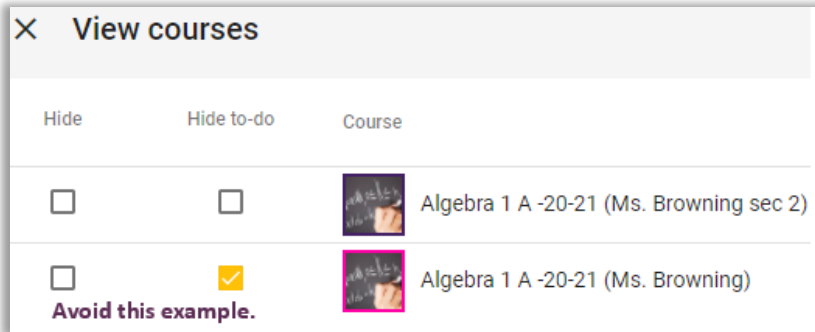 View courses
Hide Hide to-do Course
Algebra 1 A -20-21 (Ms. Browning sec 2)
Algebra 1 A -20-21 (Ms. Browning)
Avoid this example.